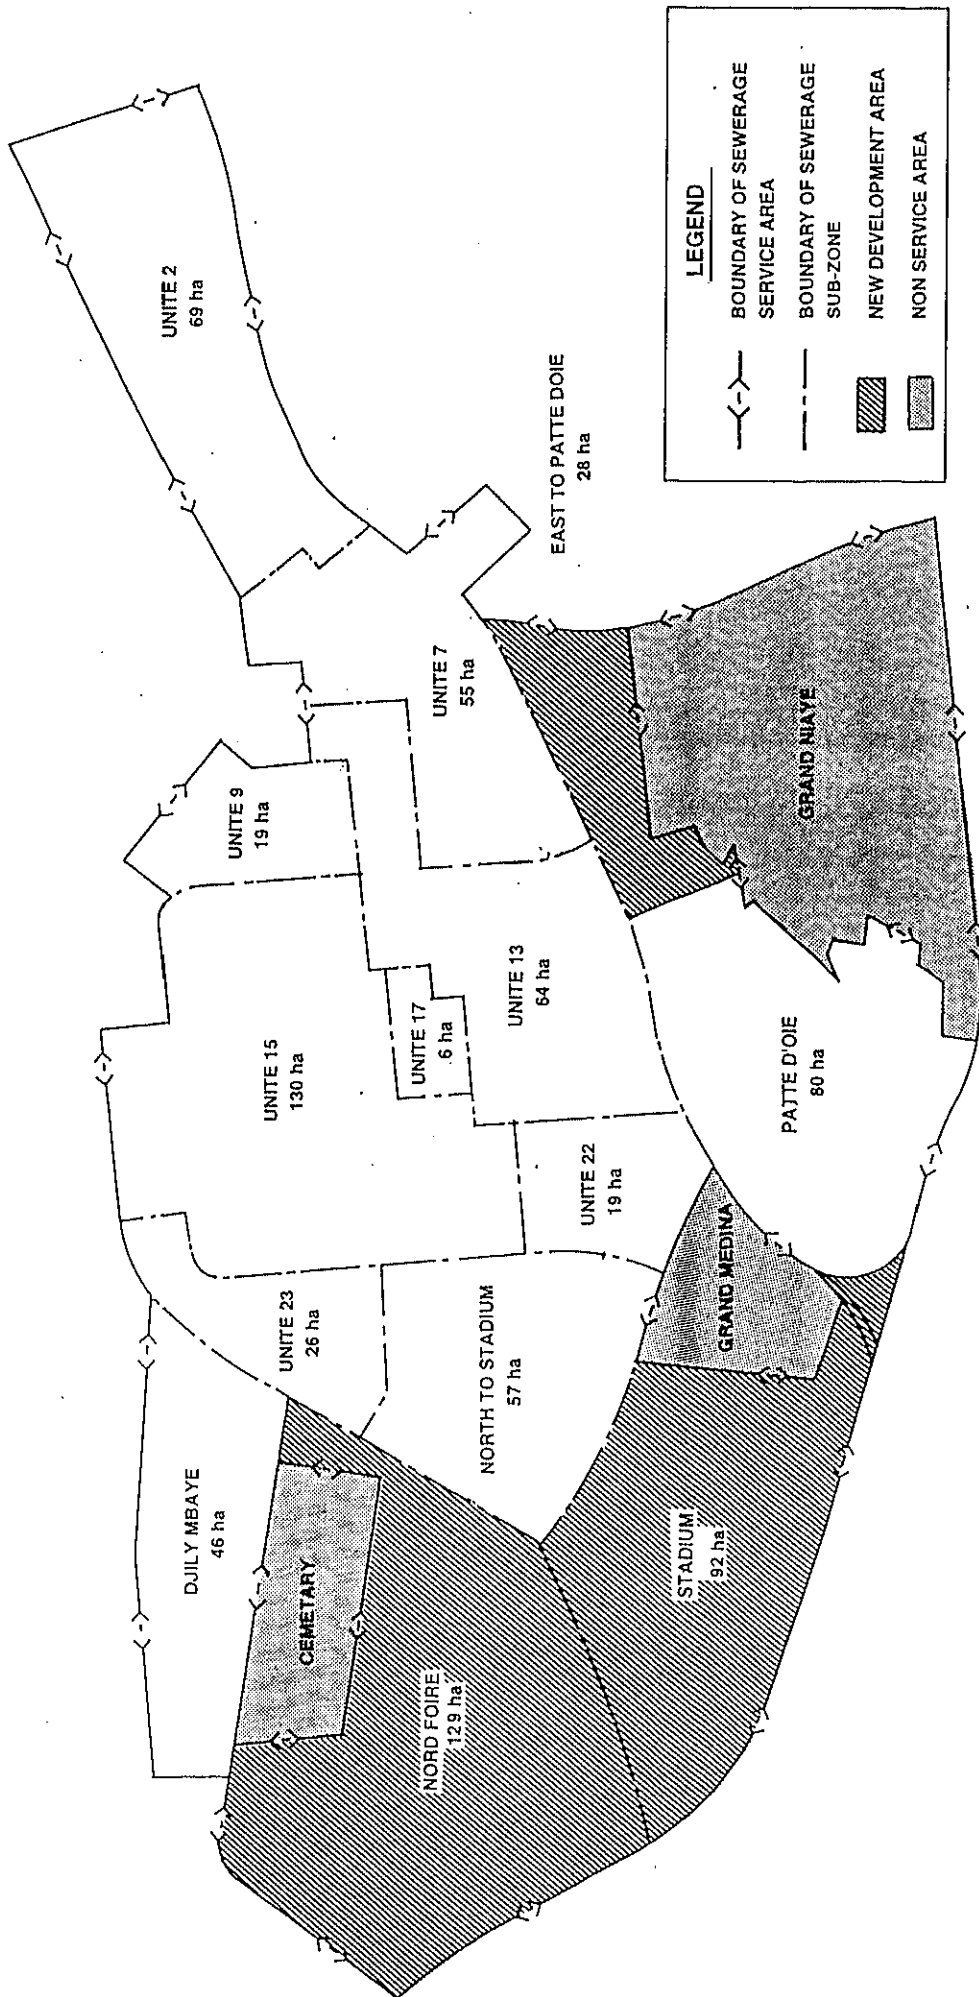 UNITE 2
69 ha
EAST TO PATTE DOIE
28 ha
UNITE 7
55 ha
UNITE 9
19 ha
UNITE 13
64 ha
UNITE 17
6 ha
UNITE 15
130 ha
UNITE 22
19 ha
UNITE 23
26 ha
NORTH TO STADIUM
57 ha
DJILY MBAYE
46 ha
CEMETARY
NORD FOIRE
129 ha
STADIUM
92 ha
GRAND MEDINA
PATTE D'OIE
80 ha
GRAND NIAYE
LEGEND
BOUNDARY OF SEWERAGE
SERVICE AREA
BOUNDARY OF SEWERAGE
SUB-ZONE
NEW DEVELOPMENT AREA
NON SERVICE AREA